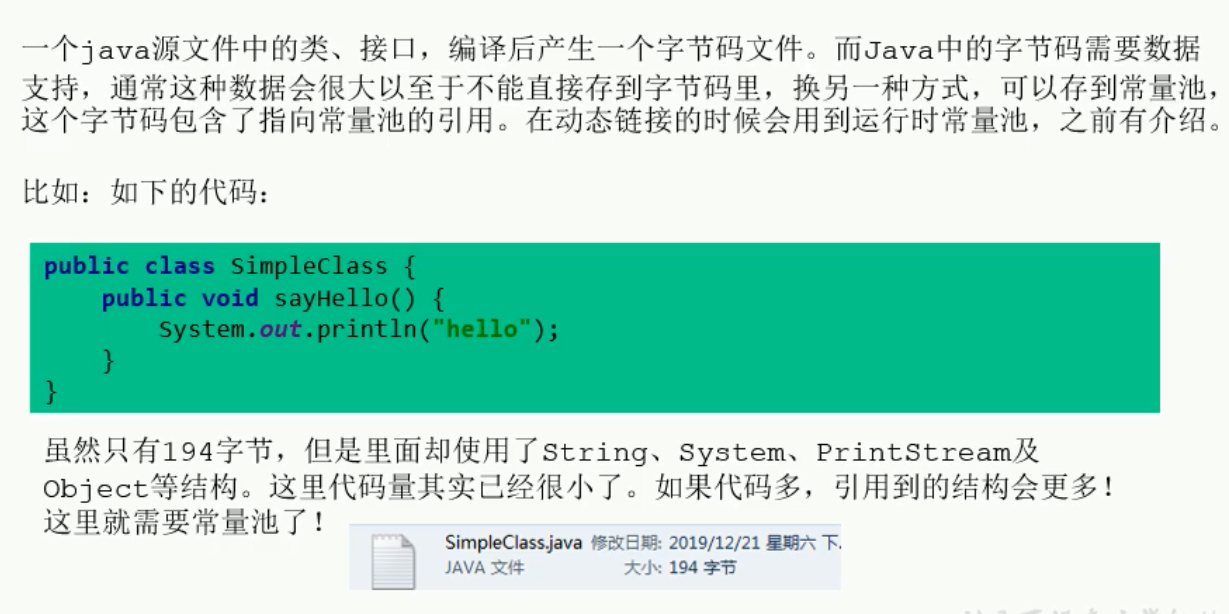 一个java源文件中的类、接口，编译后产生一个字节码文件。而Java中的字节码需要数据
支持，通常这种数据会很大以至于不能直接存到字节码里，换另一种方式，可以存到常量池，
这个字节码包含了指向常量池的引用。在动态链接的时候会用到运行时常量池，之前有介绍。
比如：如下的代码：
public class SimpleClass {
    public void sayHello() {
        System.out.println("hello");
    }
}
虽然只有194字节，但是里面却使用了String、System、PrintStream及
Object等结构。这里代码量其实已经很小了。如果代码多，引用到的结构会更多！
这里就需要常量池了！
SimpleClass.java 修改日期: 2019/12/21 星期六 下.
JAVA 文件 大小: 194 字节